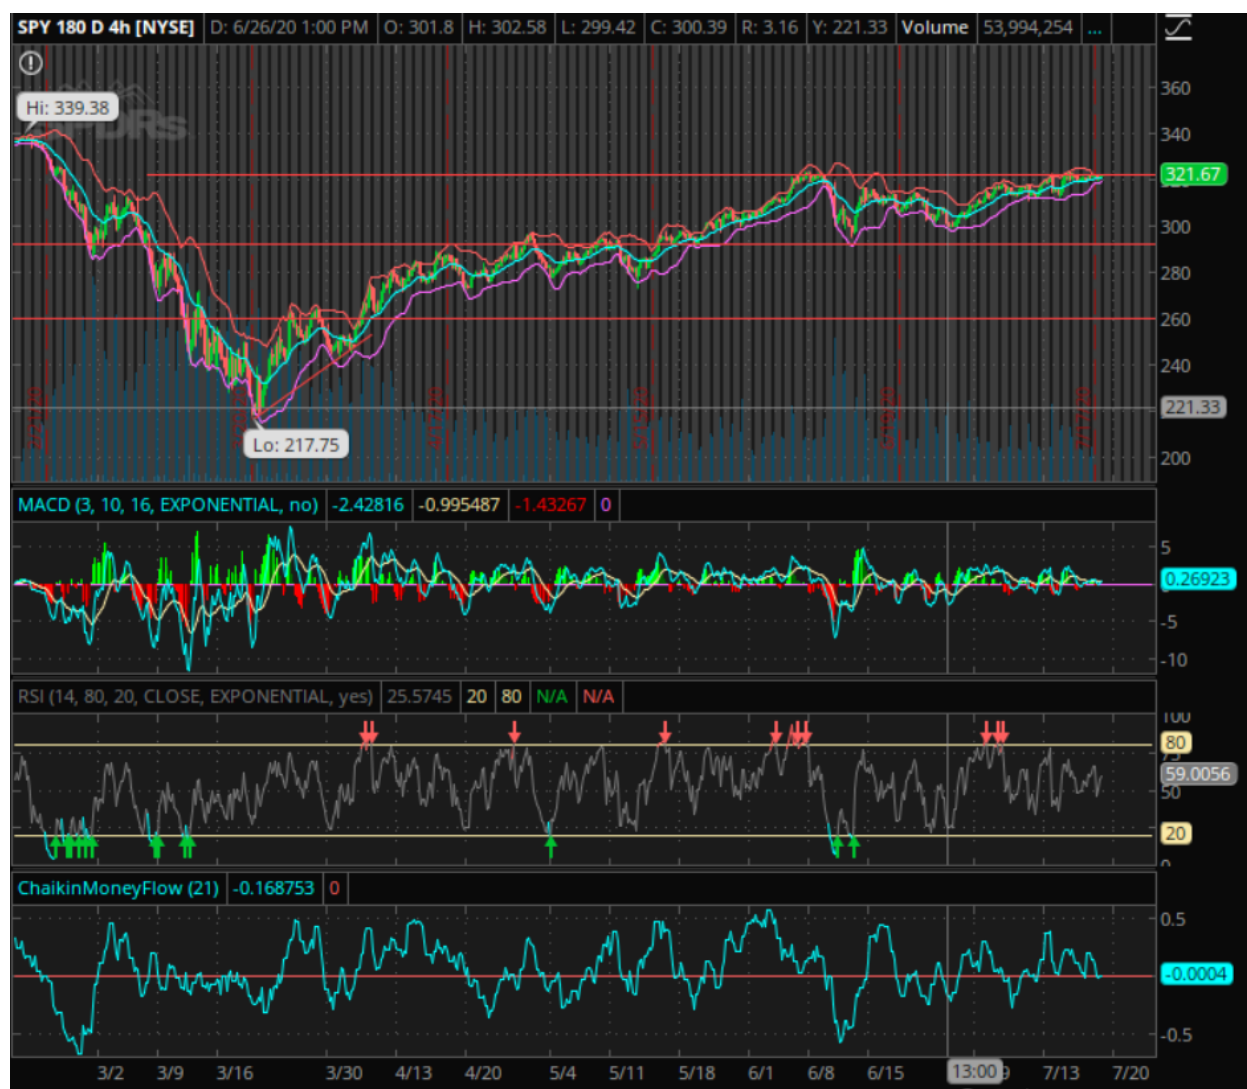 SPY 180 D 4h [NYSE] D: 6/26/20 1:00 PM O: 301.8 H: 302.58 L: 299.42 C: 300.39 R: 3.16 Y: 221.33 Volume 53,994,254 ...
360
Hi: 339.38
SPDRs
340
321.67
300
280
260
240
221.33
Lo: 217.75
200
MACD (3, 10, 16, EXPONENTIAL, no) -2.42816 -0.995487 -1.43267 0
5
0.26923
-5
-10
RSI (14, 80, 20, CLOSE, EXPONENTIAL, yes) 25.5745 20 80 N/A N/A
100
80
59.0056
50
20
0
ChaikinMoneyFlow (21) -0.168753 0
0.5
-0.0004
-0.5
3/2 3/9 3/16 3/30 4/13 4/20 5/4 5/11 5/18 6/1 6/8 6/15 13:00 7/13 7/20